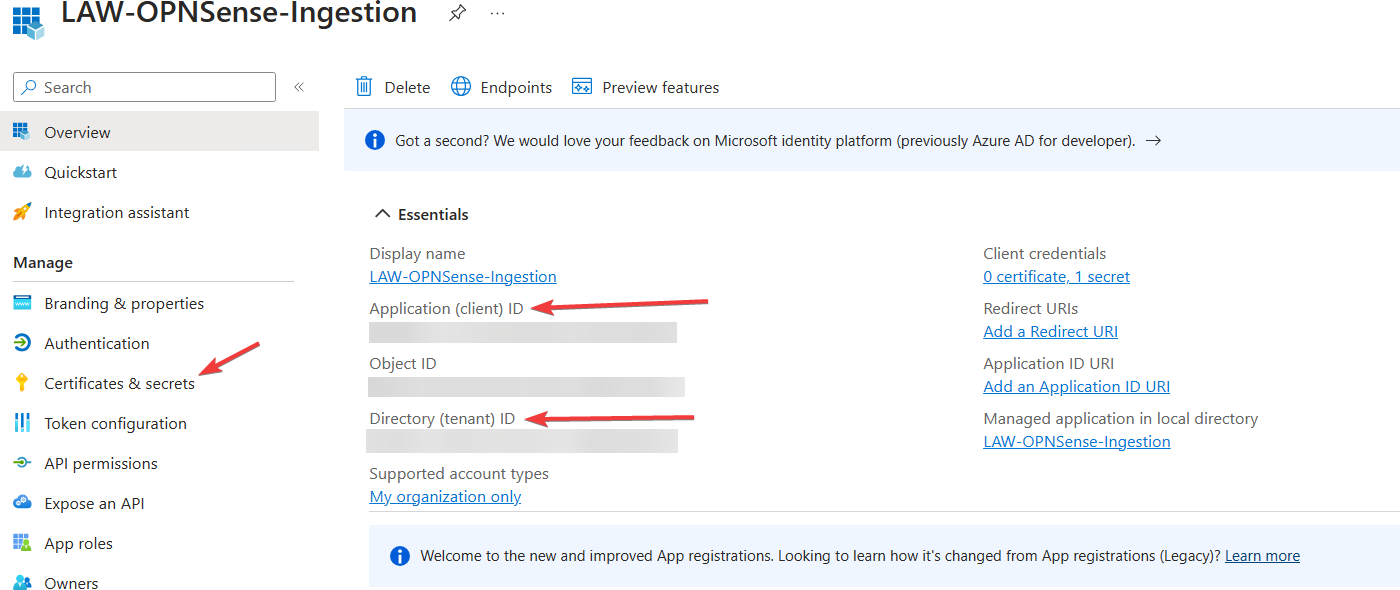 LAW-OPNSense-Ingestion
Search
Overview
Quickstart
Integration assistant
Manage
Branding & properties
Authentication
Certificates & secrets
Token configuration
API permissions
Expose an API
App roles
Owners
Delete
Endpoints
Preview features
Got a second? We would love your feedback on Microsoft identity platform (previously Azure AD for developer).
Essentials
Display name
LAW-OPNSense-Ingestion
Application (client) ID
Object ID
Directory (tenant) ID
Supported account types
My organization only
Client credentials
0 certificate, 1 secret
Redirect URIs
Add a Redirect URI
Application ID URI
Add an Application ID URI
Managed application in local directory
LAW-OPNSense-Ingestion
Welcome to the new and improved App registrations. Looking to learn how it's changed from App registrations (Legacy)? Learn more